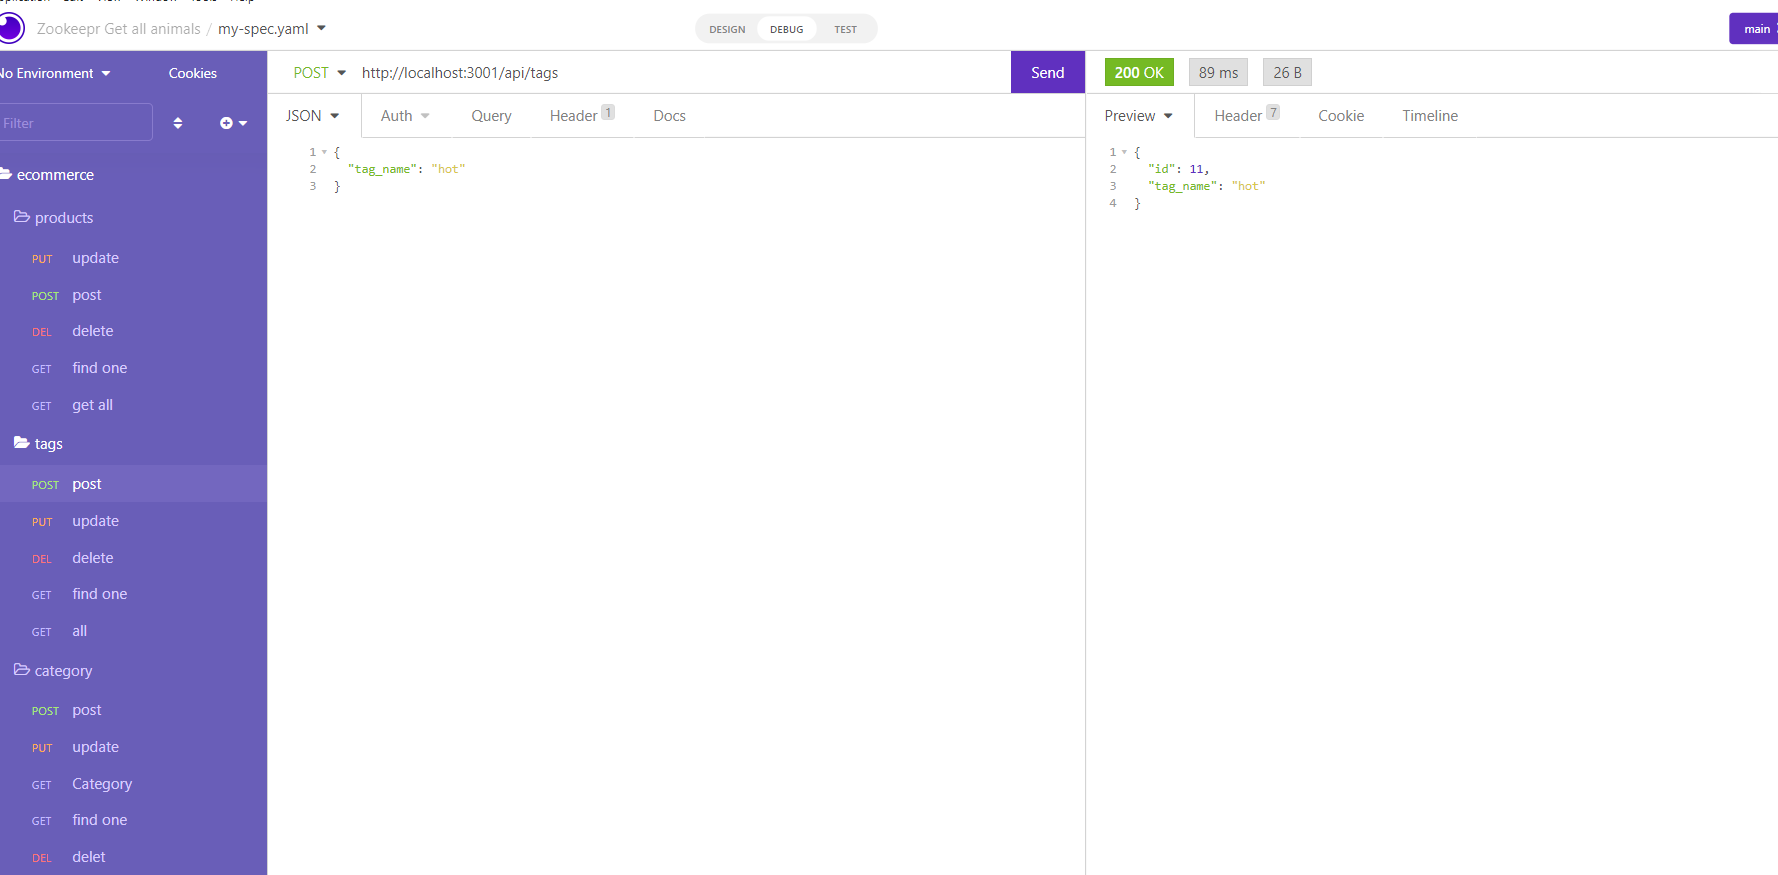 Zookeepr Get all animals / my-spec.yaml
DESIGN DEBUG TEST
main
No Environment Cookies
Filter
ecommerce
products
PUT update
POST post
DEL delete
GET find one
GET get all
tags
POST post
PUT update
DEL delete
GET find one
GET all
category
POST post
PUT update
GET Category
GET find one
DEL delet
POST http://localhost:3001/api/tags Send
JSON Auth Query Header 1 Docs
1 {
2 "tag_name": "hot"
3 }
200 OK 89 ms 26 B
Preview Header 7 Cookie Timeline
1 {
2 "id": 11,
3 "tag_name": "hot"
4 }